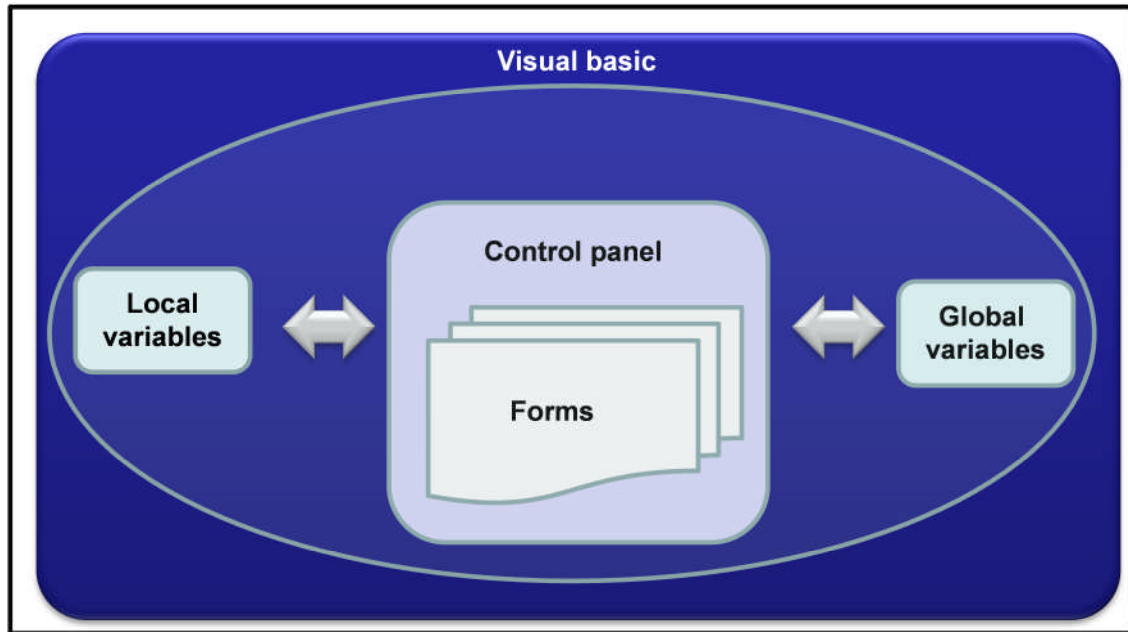 Visual basic
Control panel
Local
variables
Global
variables
Forms